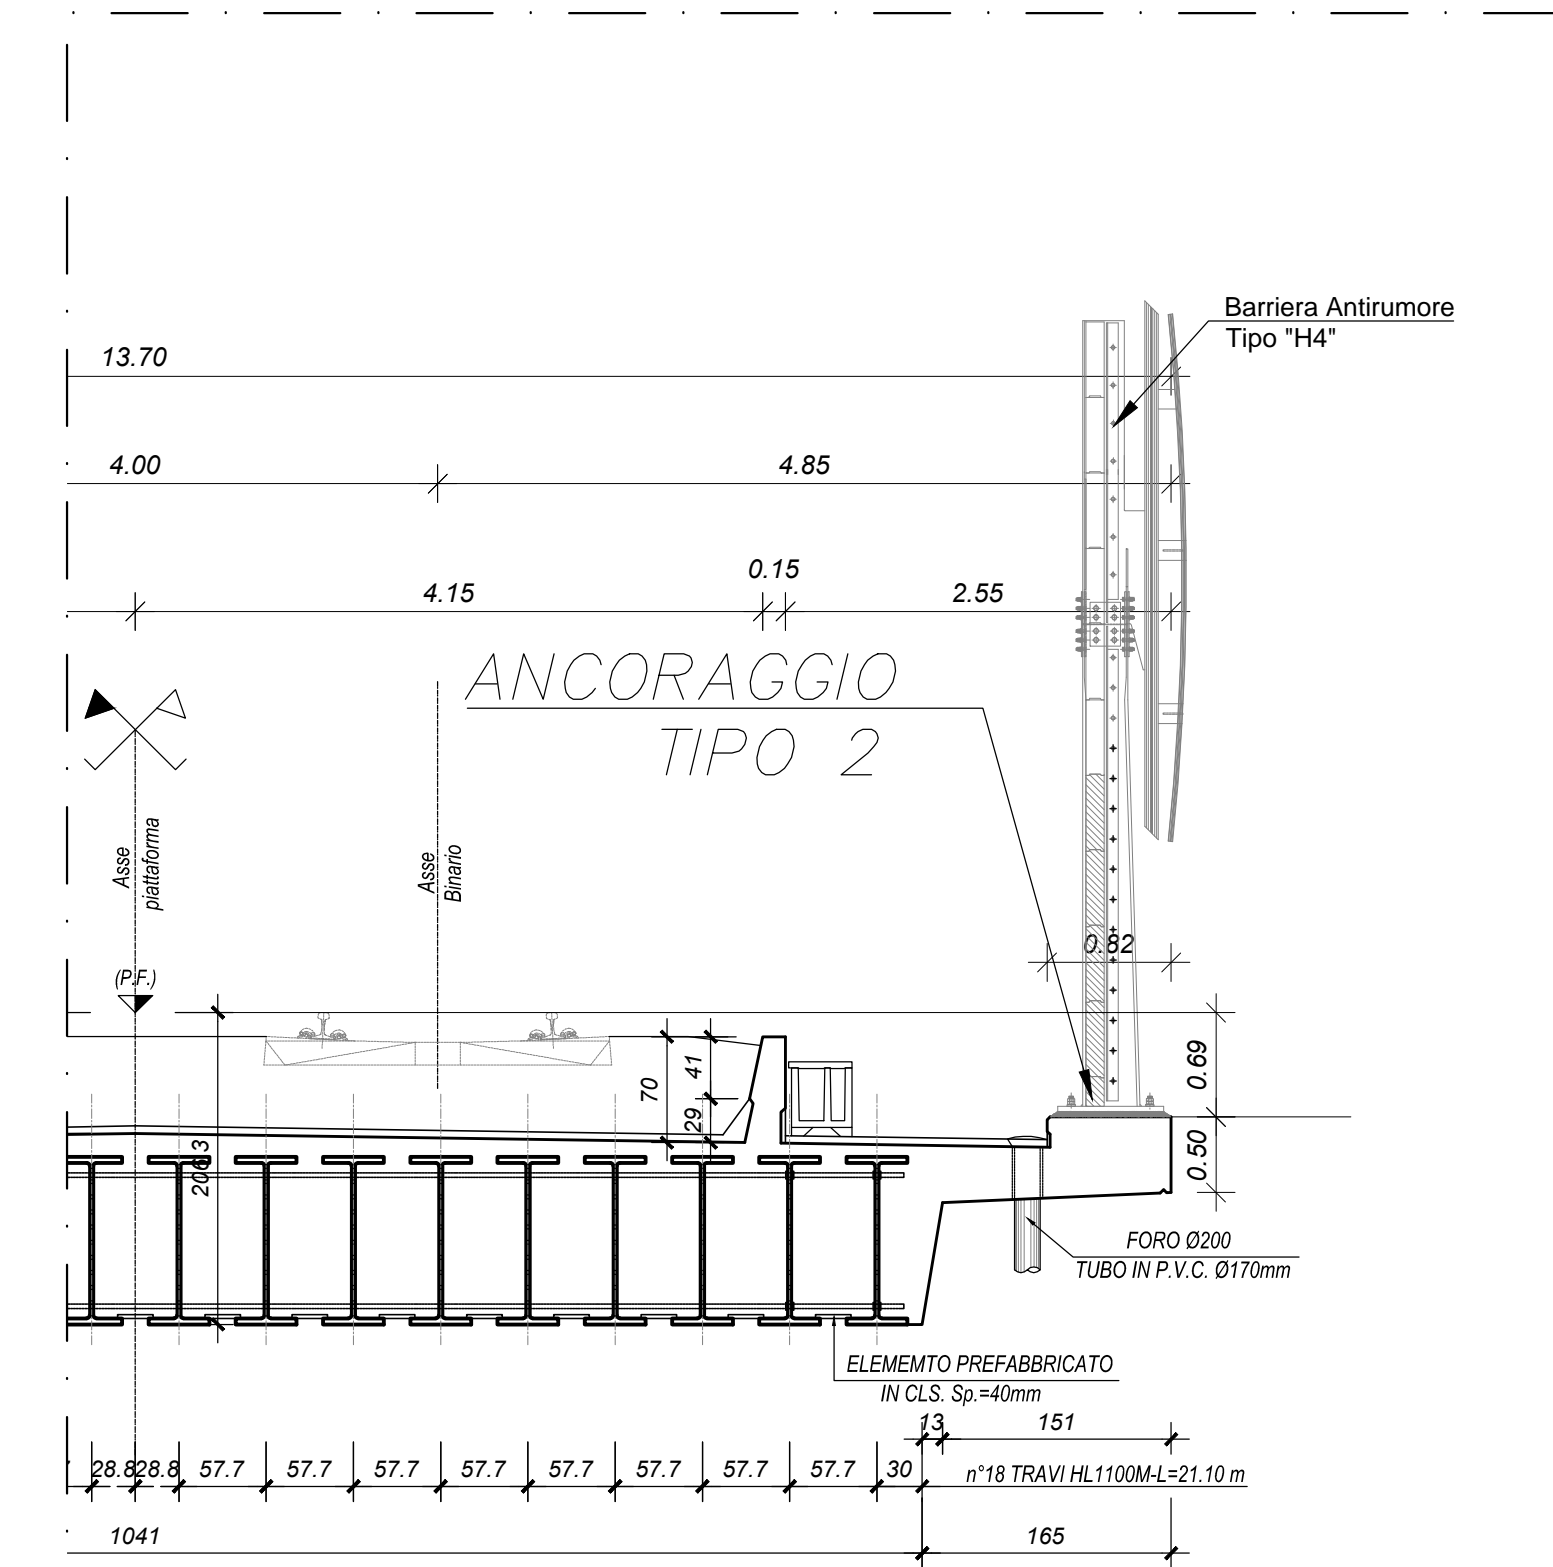 Barriera Antirumore
Tipo "H4"
13.70
4.00
4.85
0.15
4.15
2.55
ANCORAGGIO
TIPO 2
Asse
piattaforma
Asse
Binario
0.82
(P.F.)
41
70
29
0.69
206.3
0.50
FORO Ø200
TUBO IN P.V.C. Ø170mm
ELEMEMTO PREFABBRICATO
IN CLS. Sp.=40mm
13
151
28.8
28.8
57.7
57.7
57.7
57.7
57.7
57.7
57.7
57.7
30
n°18 TRAVI HL1100M-L=21.10 m
1041
165